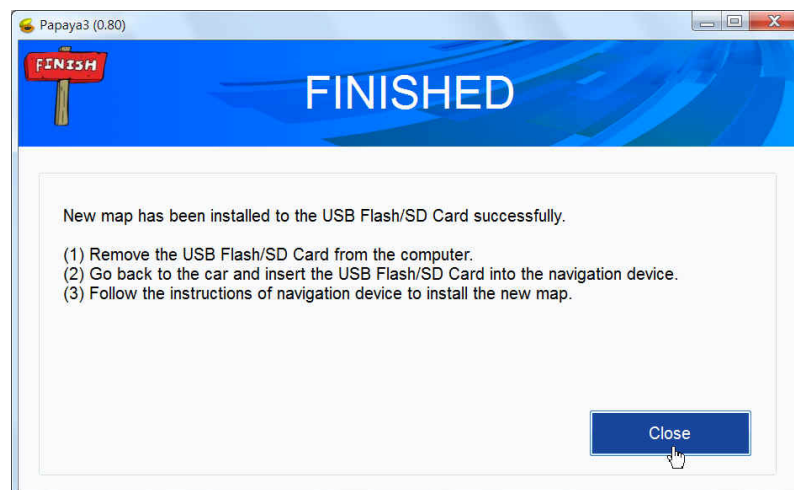 Papaya3 (0.80)
FINISH
FINISHED
New map has been installed to the USB Flash/SD Card successfully.
(1) Remove the USB Flash/SD Card from the computer.
(2) Go back to the car and insert the USB Flash/SD Card into the navigation device.
(3) Follow the instructions of navigation device to install the new map.
Close